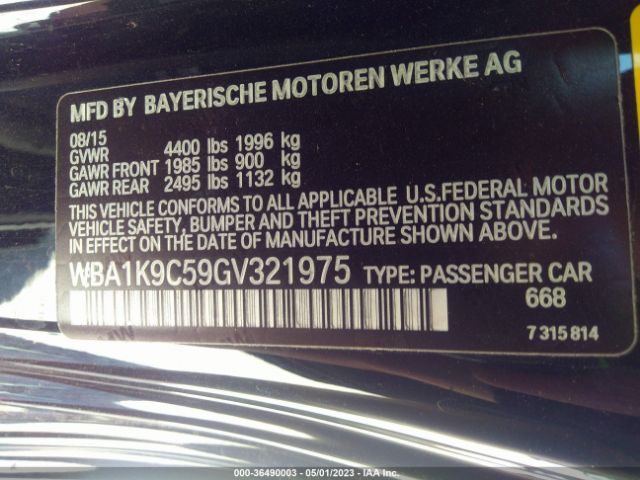 MFD BY BAYERISCHE MOTOREN WERKE AG
08/15
GVWR 4400 lbs 1996 kg
GAWR FRONT 1985 lbs 900 kg
GAWR REAR 2495 lbs 1132 kg
THIS VEHICLE CONFORMS TO ALL APPLICABLE U.S.FEDERAL MOTOR
VEHICLE SAFETY, BUMPER AND THEFT PREVENTION STANDARDS
IN EFFECT ON THE DATE OF MANUFACTURE SHOWN ABOVE.
WBA1K9C59GV321975 TYPE: PASSENGER CAR
668
7 315 814
000-36490003 - 05/01/2023 - IAA Inc.